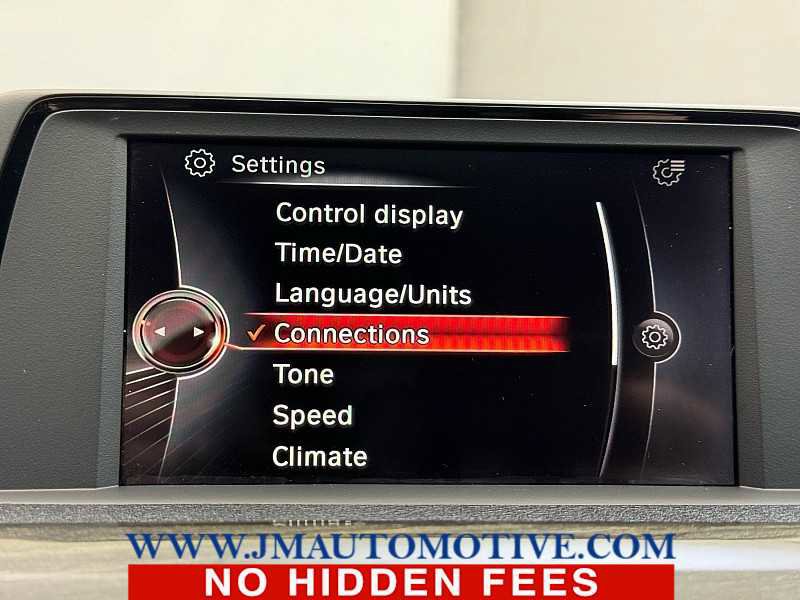 Settings
Control display
Time/Date
Language/Units
✓ Connections
Tone
Speed
Climate
WWW.JMAUTOMOTIVE.COM
NO HIDDEN FEES